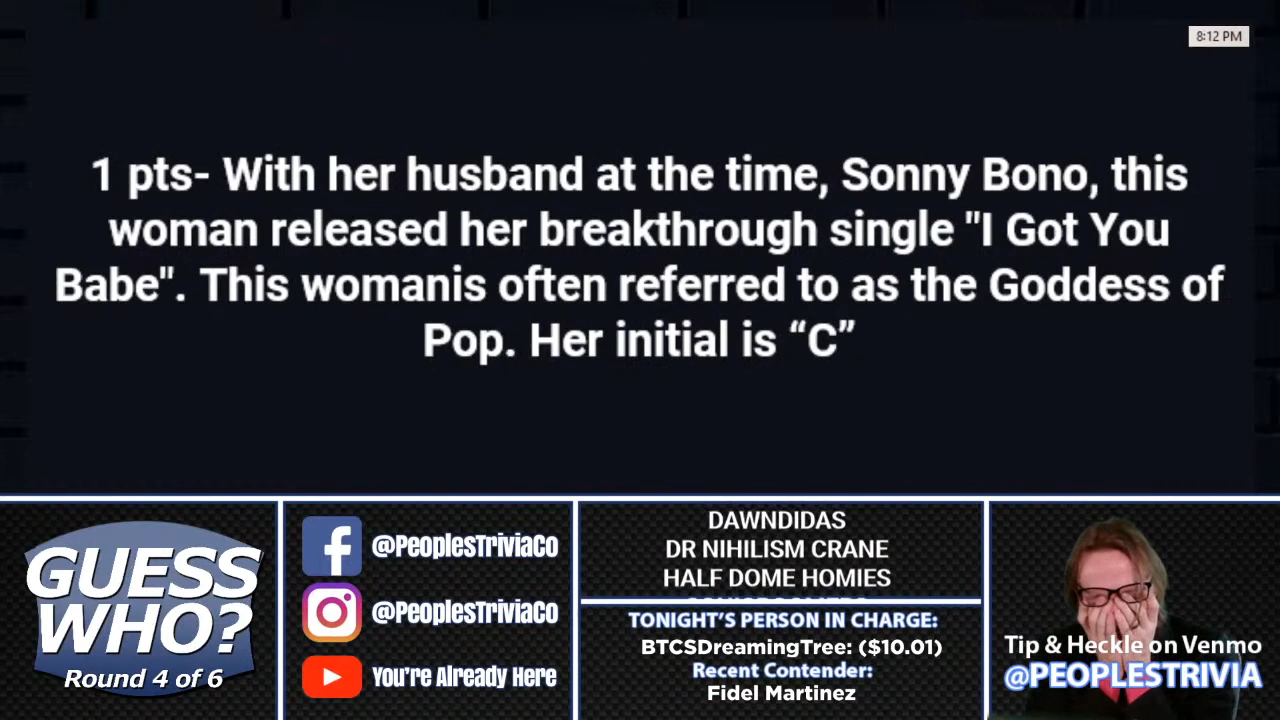 8:12 PM
1 pts- With her husband at the time, Sonny Bono, this
woman released her breakthrough single "I Got You
Babe". This womanis often referred to as the Goddess of
Pop. Her initial is “C”
GUESS
WHO?
Round 4 of 6
@PeoplesTriviaCo
@PeoplesTriviaCo
You're Already Here
DAWNDIDAS
DR NIHILISM CRANE
HALF DOME HOMIES
TONIGHT'S PERSON IN CHARGE:
BTCSDreamingTree: ($10.01)
Recent Contender:
Fidel Martinez
Tip & Heckle on Venmo
@PEOPLESTRIVIA